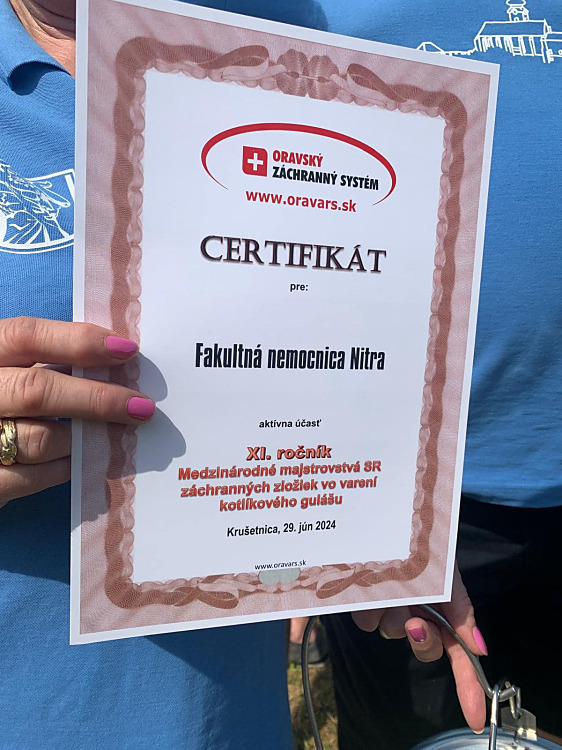 ORAVSKÝ
ZÁCHRANNÝ SYSTÉM
www.oravars.sk
CERTIFIKÁT
pre:
Fakultná nemocnica Nitra
aktívna účasť
XI. ročník
Medzinárodné majstrovstvá SR
záchranných zložiek vo varení
kotlíkového gulášu
Krušetnica, 29. jún 2024
www.oravars.sk